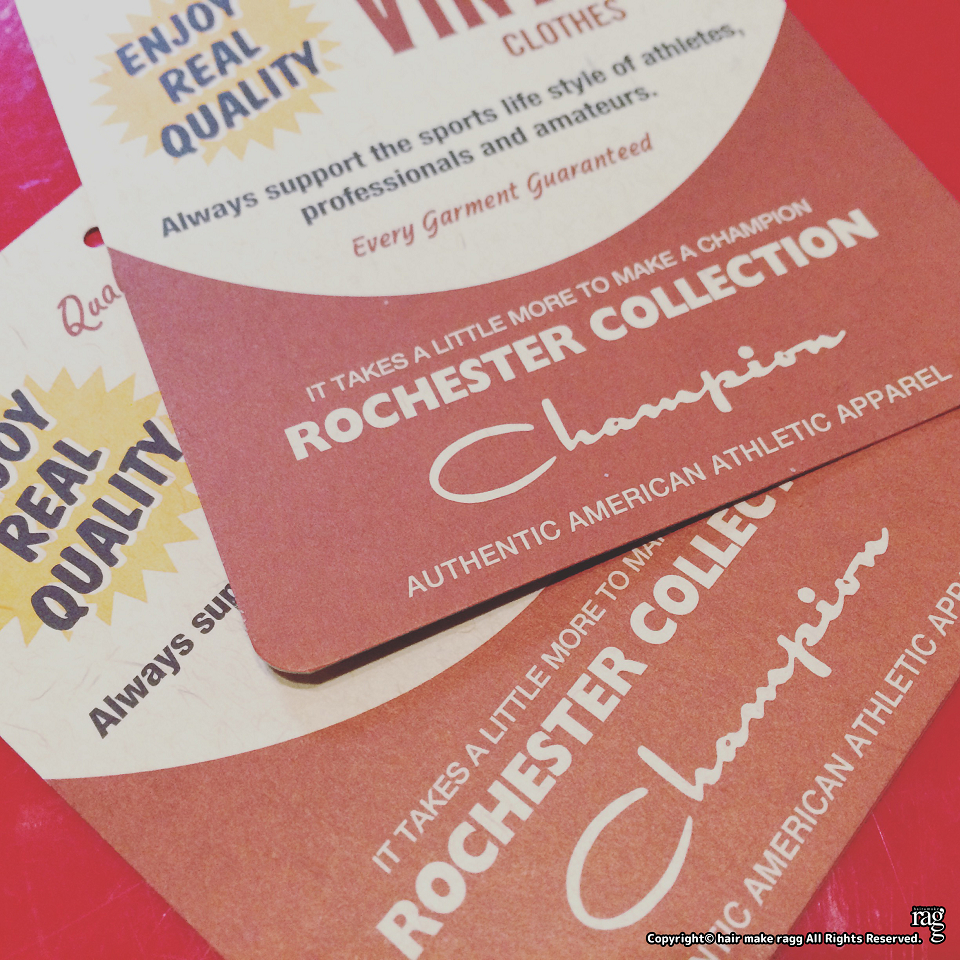 ENJOY
REAL
QUALITY
CLOTHES
Always support the sports life style of athletes,
professionals and amateurs.
Every Garment Guaranteed
IT TAKES A LITTLE MORE TO MAKE A CHAMPION
ROCHESTER COLLECTION
Champion
AUTHENTIC AMERICAN ATHLETIC APPAREL
REAL
QUALITY
Always
IT TAKES A LITTLE MORE TO
ROCHESTER
Champion
AMERICAN ATHLETIC
rag
Copyright© hair make ragg All Rights Reserved.